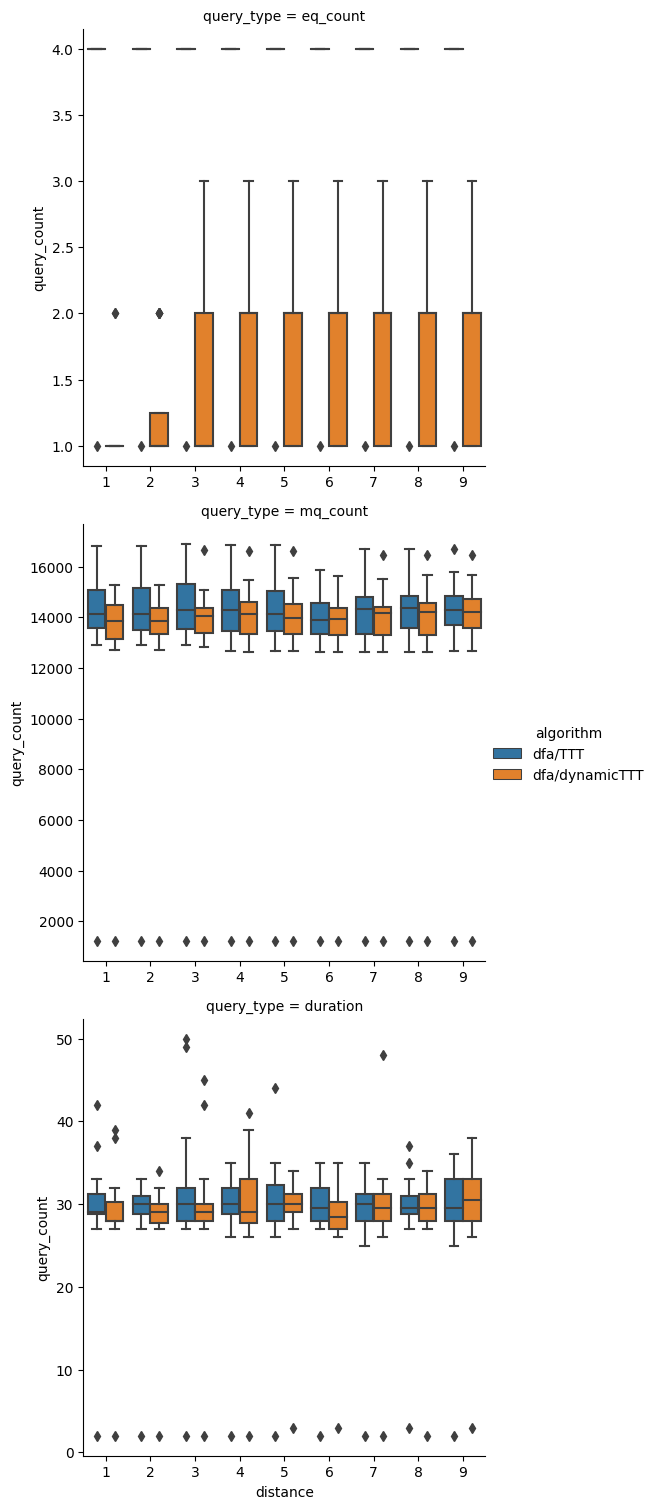 query_type = eq_count
4.0
3.5
3.0
2.5
2.0
1.5
1.0
query_count
1 2 3 4 5 6 7 8 9
query_type = mq_count
16000
14000
12000
10000
8000
6000
4000
2000
query_count
1 2 3 4 5 6 7 8 9
algorithm
dfa/TTT
dfa/dynamicTTT
query_type = duration
50
40
30
20
10
0
query_count
1 2 3 4 5 6 7 8 9
distance